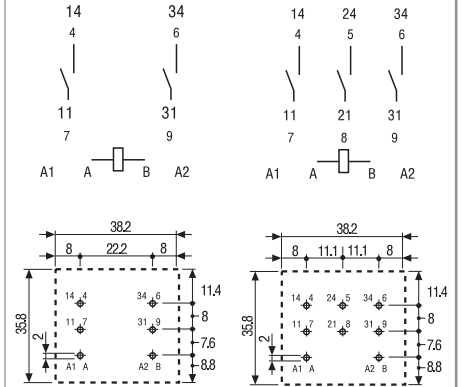 14 34 14 24 34
4 6 4 5 6
11 31 11 21 31
7 9 7 8 9
A1 A B A2 A1 A B A2
38.2 38.2
8 22.2 8 8 11.1 11.1 8
14 4 34 6 11.4 14 4 24 5 34 6 11.4
35.8 8 35.8 8
11 7 31 9 11 7 21 8 31 9
2 7.6 2 7.6
A1 A A2 B 8.8 A1 A A2 B 8.8